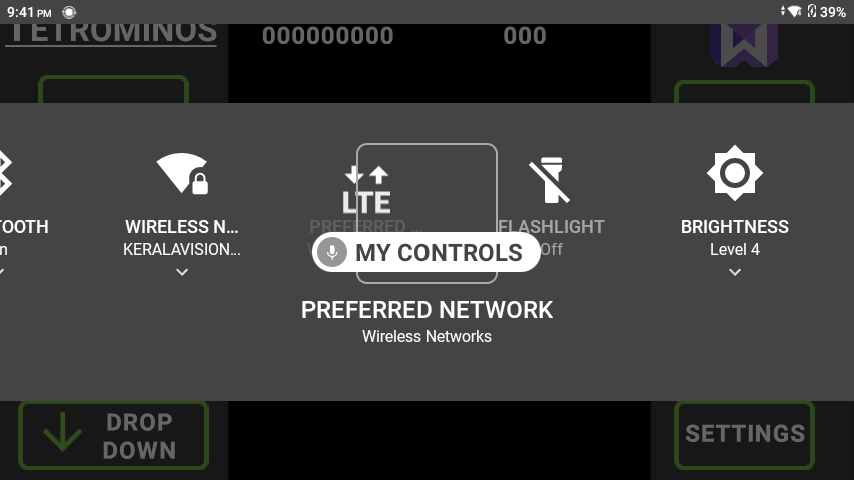 9:41 PM
39%
TETROMINOS
000000000
000
LTE
TOOTH
WIRELESS N...
PREFERRED ...
FLASHLIGHT
BRIGHTNESS
n
KERALAVISION...
Off
Level 4
MY CONTROLS
PREFERRED NETWORK
Wireless Networks
DROP
DOWN
SETTINGS